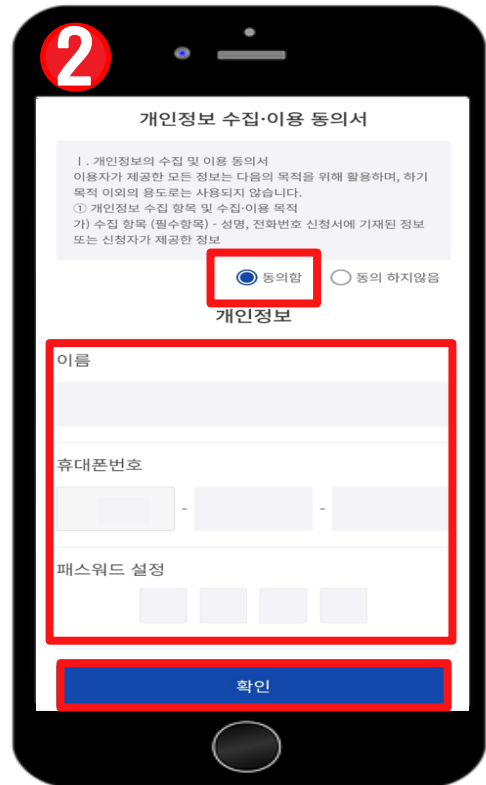 2
개인정보 수집·이용 동의서
Ⅰ. 개인정보의 수집 및 이용 동의서
이용자가 제공한 모든 정보는 다음의 목적을 위해 활용하며, 하기
목적 이외의 용도로는 사용되지 않습니다.
① 개인정보 수집 항목 및 수집·이용 목적
가) 수집 항목 (필수항목) - 성명, 전화번호 신청서에 기재된 정보
또는 신청자가 제공한 정보
동의함 동의 하지않음
개인정보
이름
휴대폰번호
- -
패스워드 설정
확인